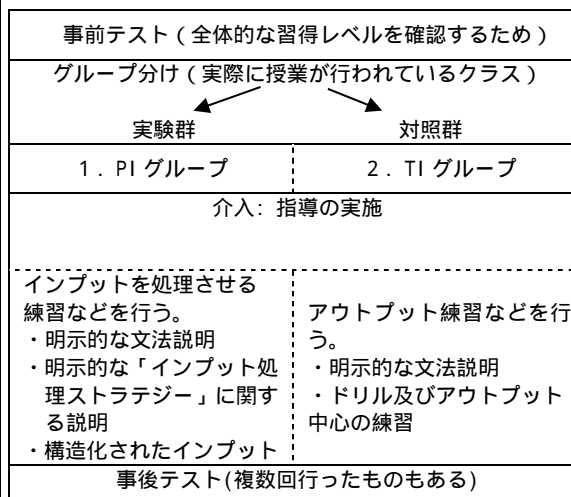 事前テスト(全体的な習得レベルを確認するため)
グループ分け(実際に授業が行われているクラス)
実験群 対照群
1．PI グループ 2．TI グループ
介入: 指導の実施
インプットを処理させる
練習などを行う。
・明示的な文法説明
・明示的な「インプット処
理ストラテジー」に関す
る説明
・構造化されたインプット
アウトプット練習などを行
う。
・明示的な文法説明
・ドリル及びアウトプット
中心の練習
事後テスト(複数回行ったものもある)